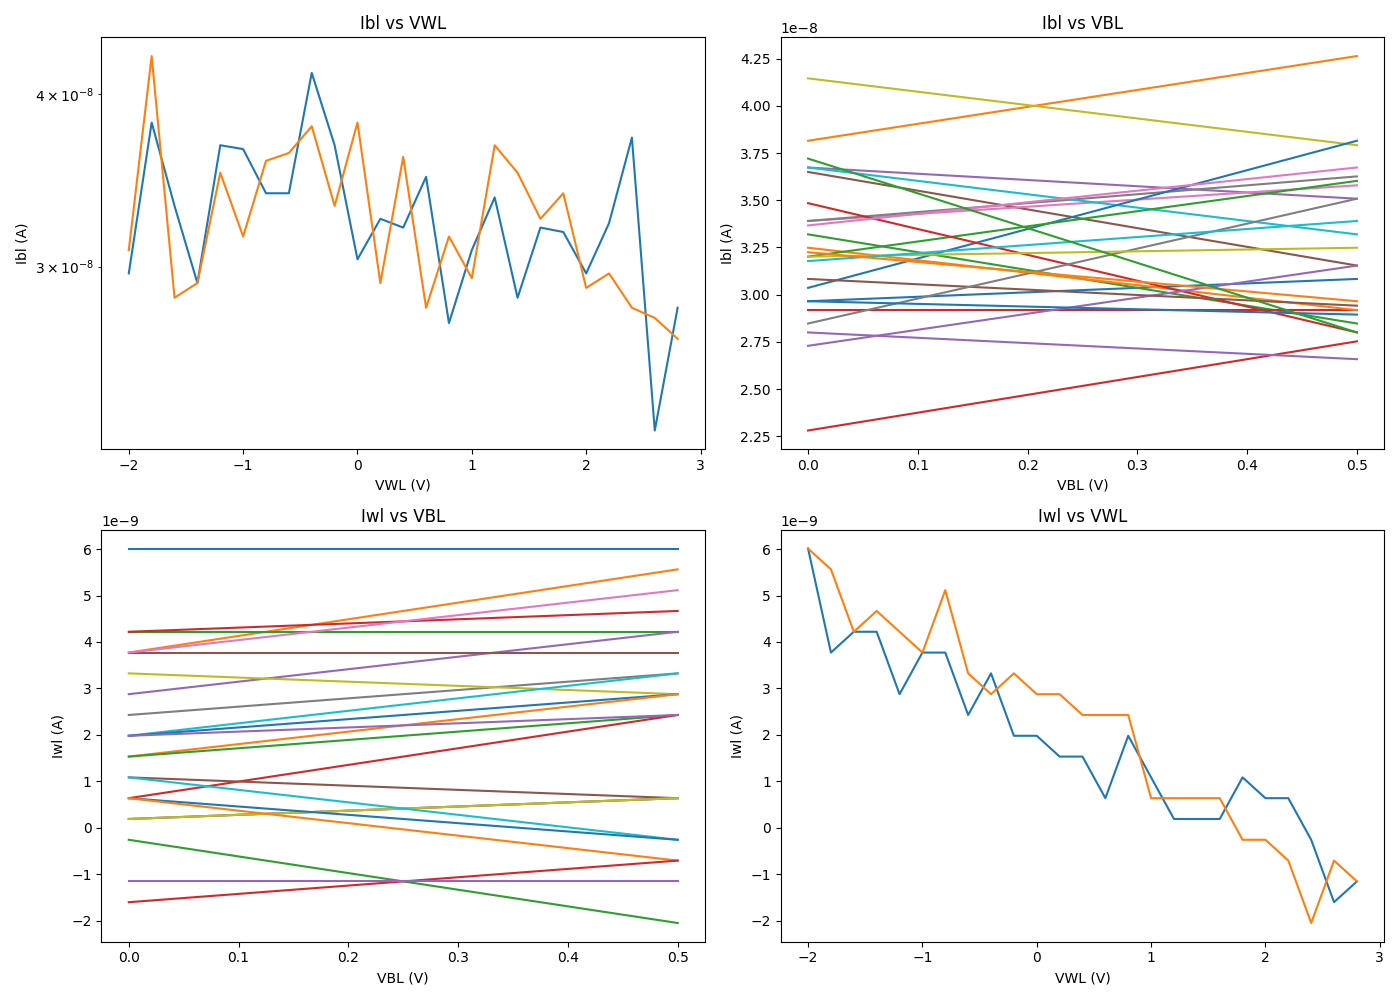 Ibl vs VWL
Ibl (A)
4 × 10⁻⁸
3 × 10⁻⁸
−2 −1 0 1 2 3
VWL (V)
Ibl vs VBL
1e−8
Ibl (A)
4.25
4.00
3.75
3.50
3.25
3.00
2.75
2.50
2.25
0.0 0.1 0.2 0.3 0.4 0.5
VBL (V)
Iwl vs VBL
1e−9
Iwl (A)
6
5
4
3
2
1
0
−1
−2
0.0 0.1 0.2 0.3 0.4 0.5
VBL (V)
Iwl vs VWL
1e−9
Iwl (A)
6
5
4
3
2
1
0
−1
−2
−2 −1 0 1 2 3
VWL (V)